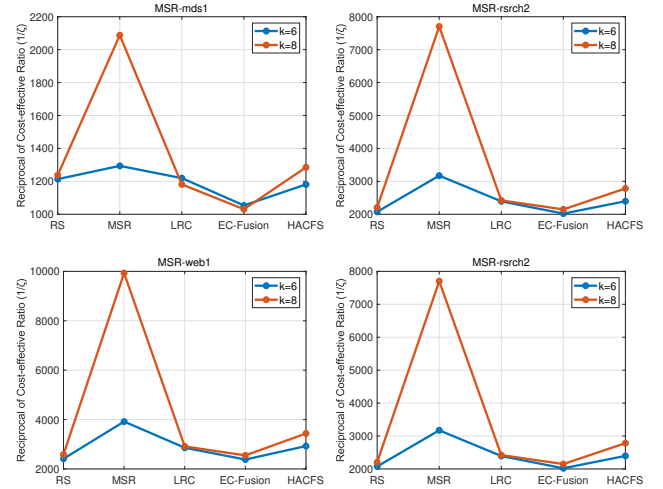 MSR-mds1
Reciprocal of Cost-effective Ratio (1/ζ)
2200
2000
1800
1600
1400
1200
1000
k=6
k=8
RS MSR LRC EC-Fusion HACFS
MSR-rsrch2
Reciprocal of Cost-effective Ratio (1/ζ)
8000
7000
6000
5000
4000
3000
2000
k=6
k=8
RS MSR LRC EC-Fusion HACFS
MSR-web1
Reciprocal of Cost-effective Ratio (1/ζ)
10000
8000
6000
4000
2000
k=6
k=8
RS MSR LRC EC-Fusion HACFS
MSR-rsrch2
Reciprocal of Cost-effective Ratio (1/ζ)
8000
7000
6000
5000
4000
3000
2000
k=6
k=8
RS MSR LRC EC-Fusion HACFS